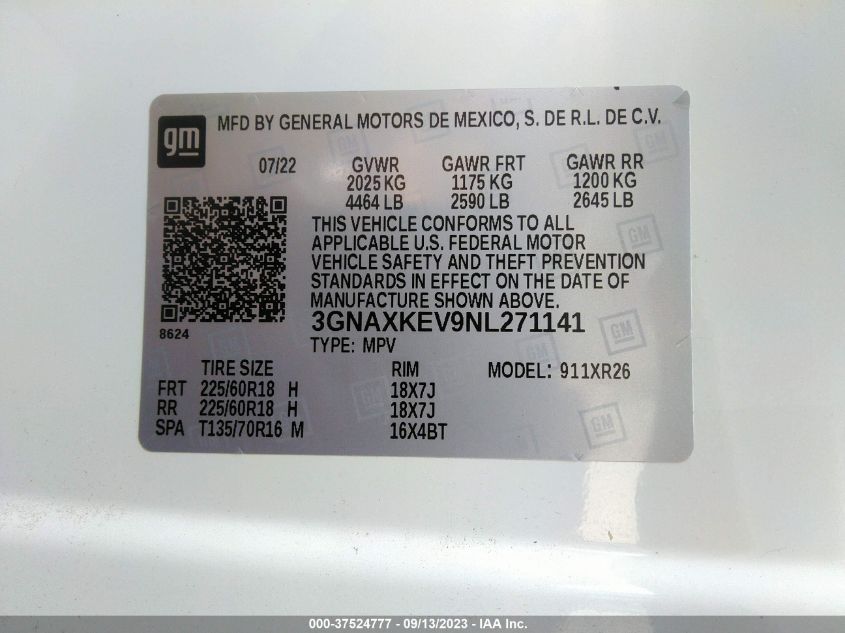 gm MFD BY GENERAL MOTORS DE MEXICO, S. DE R.L. DE C.V.
07/22 GVWR GAWR FRT GAWR RR
2025 KG 1175 KG 1200 KG
4464 LB 2590 LB 2645 LB
THIS VEHICLE CONFORMS TO ALL
APPLICABLE U.S. FEDERAL MOTOR
VEHICLE SAFETY AND THEFT PREVENTION
STANDARDS IN EFFECT ON THE DATE OF
MANUFACTURE SHOWN ABOVE.
8624
3GNAXKEV9NL271141
TYPE: MPV
TIRE SIZE RIM MODEL: 911XR26
FRT 225/60R18 H 18X7J
RR 225/60R18 H 18X7J
SPA T135/70R16 M 16X4BT
000-37524777 - 09/13/2023 - IAA Inc.